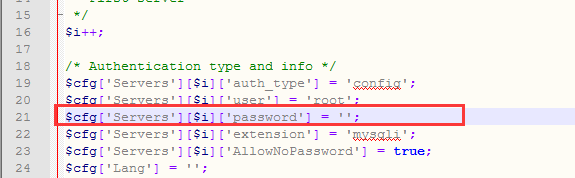 14 * First server
15 */
16 $i++;
17
18 /* Authentication type and info */
19 $cfg['Servers'][$i]['auth_type'] = 'config';
20 $cfg['Servers'][$i]['user'] = 'root';
21 $cfg['Servers'][$i]['password'] = '';
22 $cfg['Servers'][$i]['extension'] = 'mysqli';
23 $cfg['Servers'][$i]['AllowNoPassword'] = true;
24 $cfg['Lang'] = '';